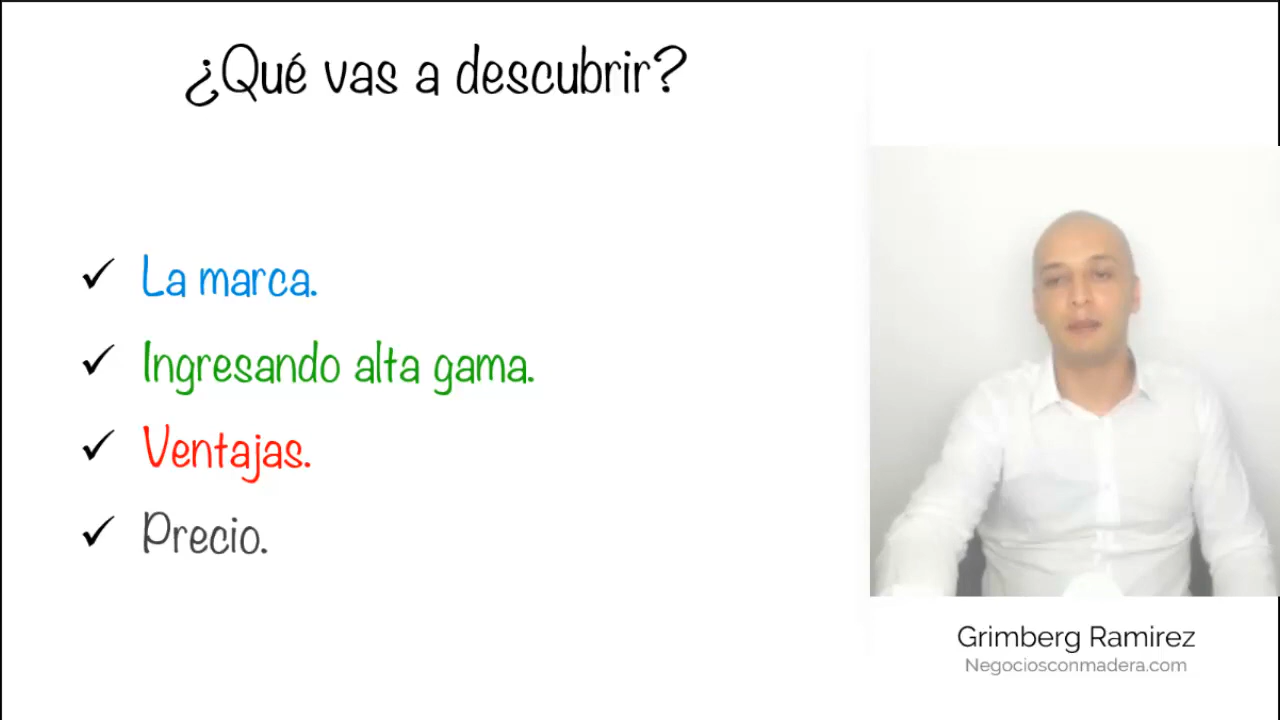 ¿Qué vas a descubrir?
✓ La marca.
✓ Ingresando alta gama.
✓ Ventajas.
✓ Precio.
Grimberg Ramirez
Negociosconmadera.com